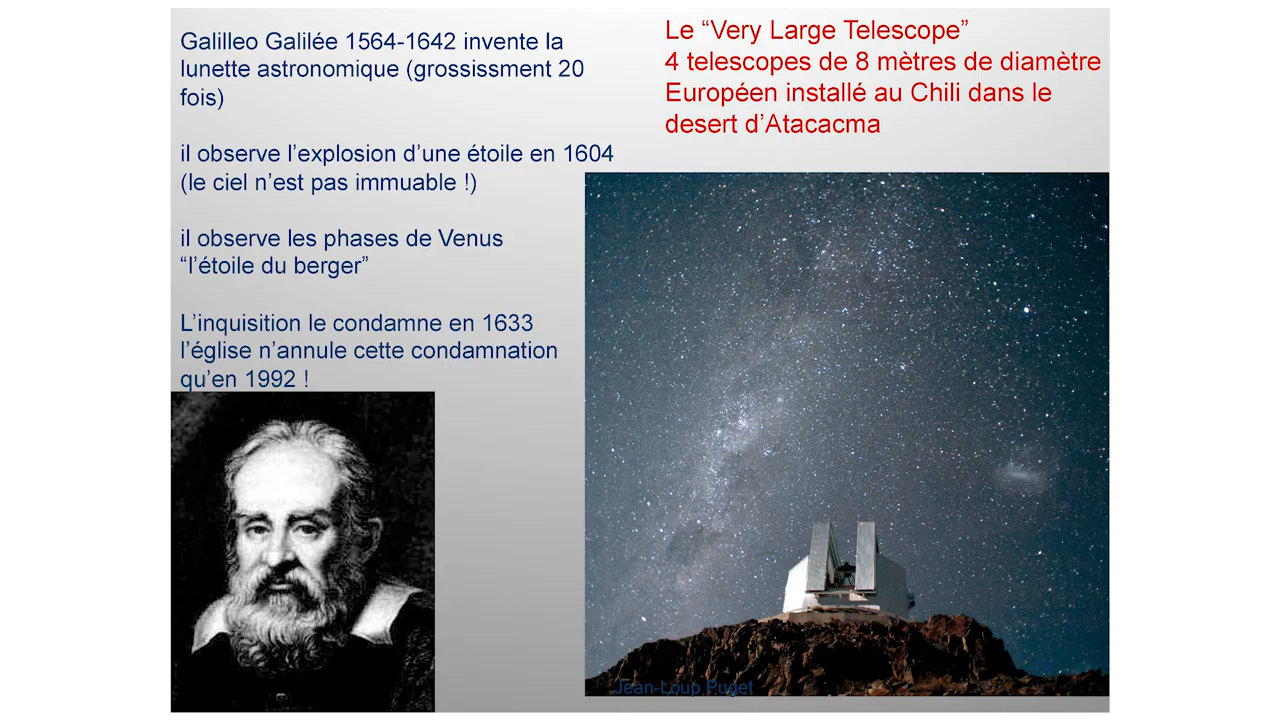 Galilleo Galilée 1564-1642 invente la
lunette astronomique (grossissment 20
fois)
il observe l’explosion d’une étoile en 1604
(le ciel n’est pas immuable !)
il observe les phases de Venus
“l’étoile du berger”
L’inquisition le condamne en 1633
l’église n’annule cette condamnation
qu’en 1992 !
Le “Very Large Telescope”
4 telescopes de 8 mètres de diamètre
Européen installé au Chili dans le
desert d’Atacacma
Jean-Loup Puget